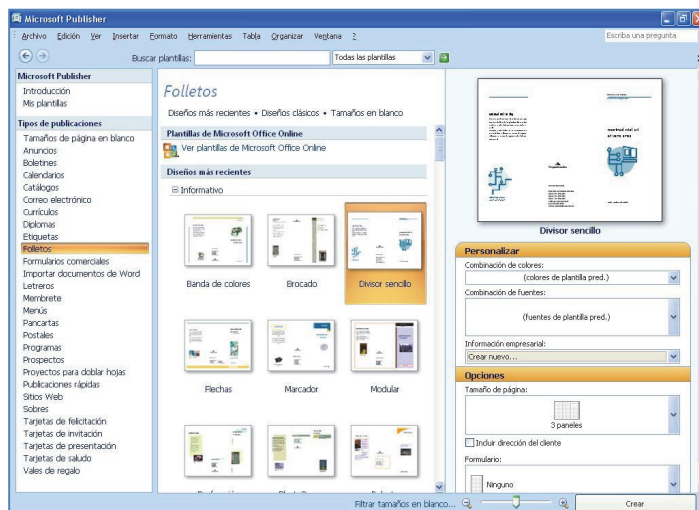 Microsoft Publisher
Archivo Edición Ver Insertar Formato Herramientas Tabla Organizar Ventana ?
Escriba una pregunta
Buscar plantillas:
Todas las plantillas
Microsoft Publisher
Introducción
Mis plantillas
Tipos de publicaciones
Tamaños de página en blanco
Anuncios
Boletines
Calendarios
Catálogos
Correo electrónico
Currículos
Diplomas
Etiquetas
Folletos
Formularios comerciales
Importar documentos de Word
Letreros
Membrete
Menús
Pancartas
Postales
Programas
Prospectos
Proyectos para doblar hojas
Publicaciones rápidas
Sitios Web
Sobres
Tarjetas de felicitación
Tarjetas de invitación
Tarjetas de presentación
Tarjetas de saludo
Vales de regalo
Folletos
Diseños más recientes • Diseños clásicos • Tamaños en blanco
Plantillas de Microsoft Office Online
Ver plantillas de Microsoft Office Online
Diseños más recientes
Informativo
Banda de colores
Brocado
Divisor sencillo
Flechas
Marcador
Modular
Divisor sencillo
Personalizar
Combinación de colores:
(colores de plantilla pred.)
Combinación de fuentes:
(fuentes de plantilla pred.)
Información empresarial:
Crear nuevo...
Opciones
Tamaño de página:
3 paneles
Incluir dirección del cliente
Formulario:
Ninguno
Filtrar tamaños en blanco...
Crear